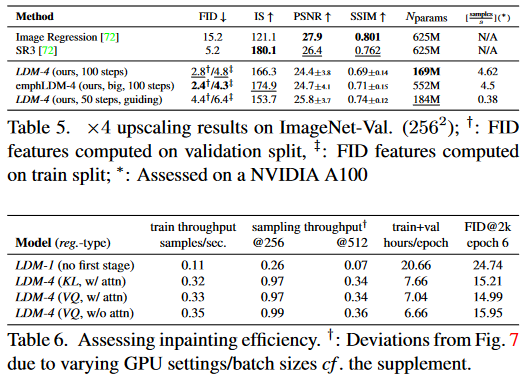 Method FID ↓ IS ↑ PSNR ↑ SSIM ↑ Nparams [samples/s](*)
Image Regression [72] 15.2 121.1 27.9 0.801 625M N/A
SR3 [72] 5.2 180.1 26.4 0.762 625M N/A
LDM-4 (ours, 100 steps) 2.8†/4.8‡ 166.3 24.4±3.8 0.69±0.14 169M 4.62
emphLDM-4 (ours, big, 100 steps) 2.4†/4.3‡ 174.9 24.7±4.1 0.71±0.15 552M 4.5
LDM-4 (ours, 50 steps, guiding) 4.4†/6.4‡ 153.7 25.8±3.7 0.74±0.12 184M 0.38
Table 5. ×4 upscaling results on ImageNet-Val. (256²); †: FID
features computed on validation split, ‡: FID features computed
on train split; *: Assessed on a NVIDIA A100
train throughput sampling throughput† train+val FID@2k
Model (reg.-type) samples/sec. @256 @512 hours/epoch epoch 6
LDM-1 (no first stage) 0.11 0.26 0.07 20.66 24.74
LDM-4 (KL, w/ attn) 0.32 0.97 0.34 7.66 15.21
LDM-4 (VQ, w/ attn) 0.33 0.97 0.34 7.04 14.99
LDM-4 (VQ, w/o attn) 0.35 0.99 0.36 6.66 15.95
Table 6. Assessing inpainting efficiency. †: Deviations from Fig. 7
due to varying GPU settings/batch sizes cf. the supplement.